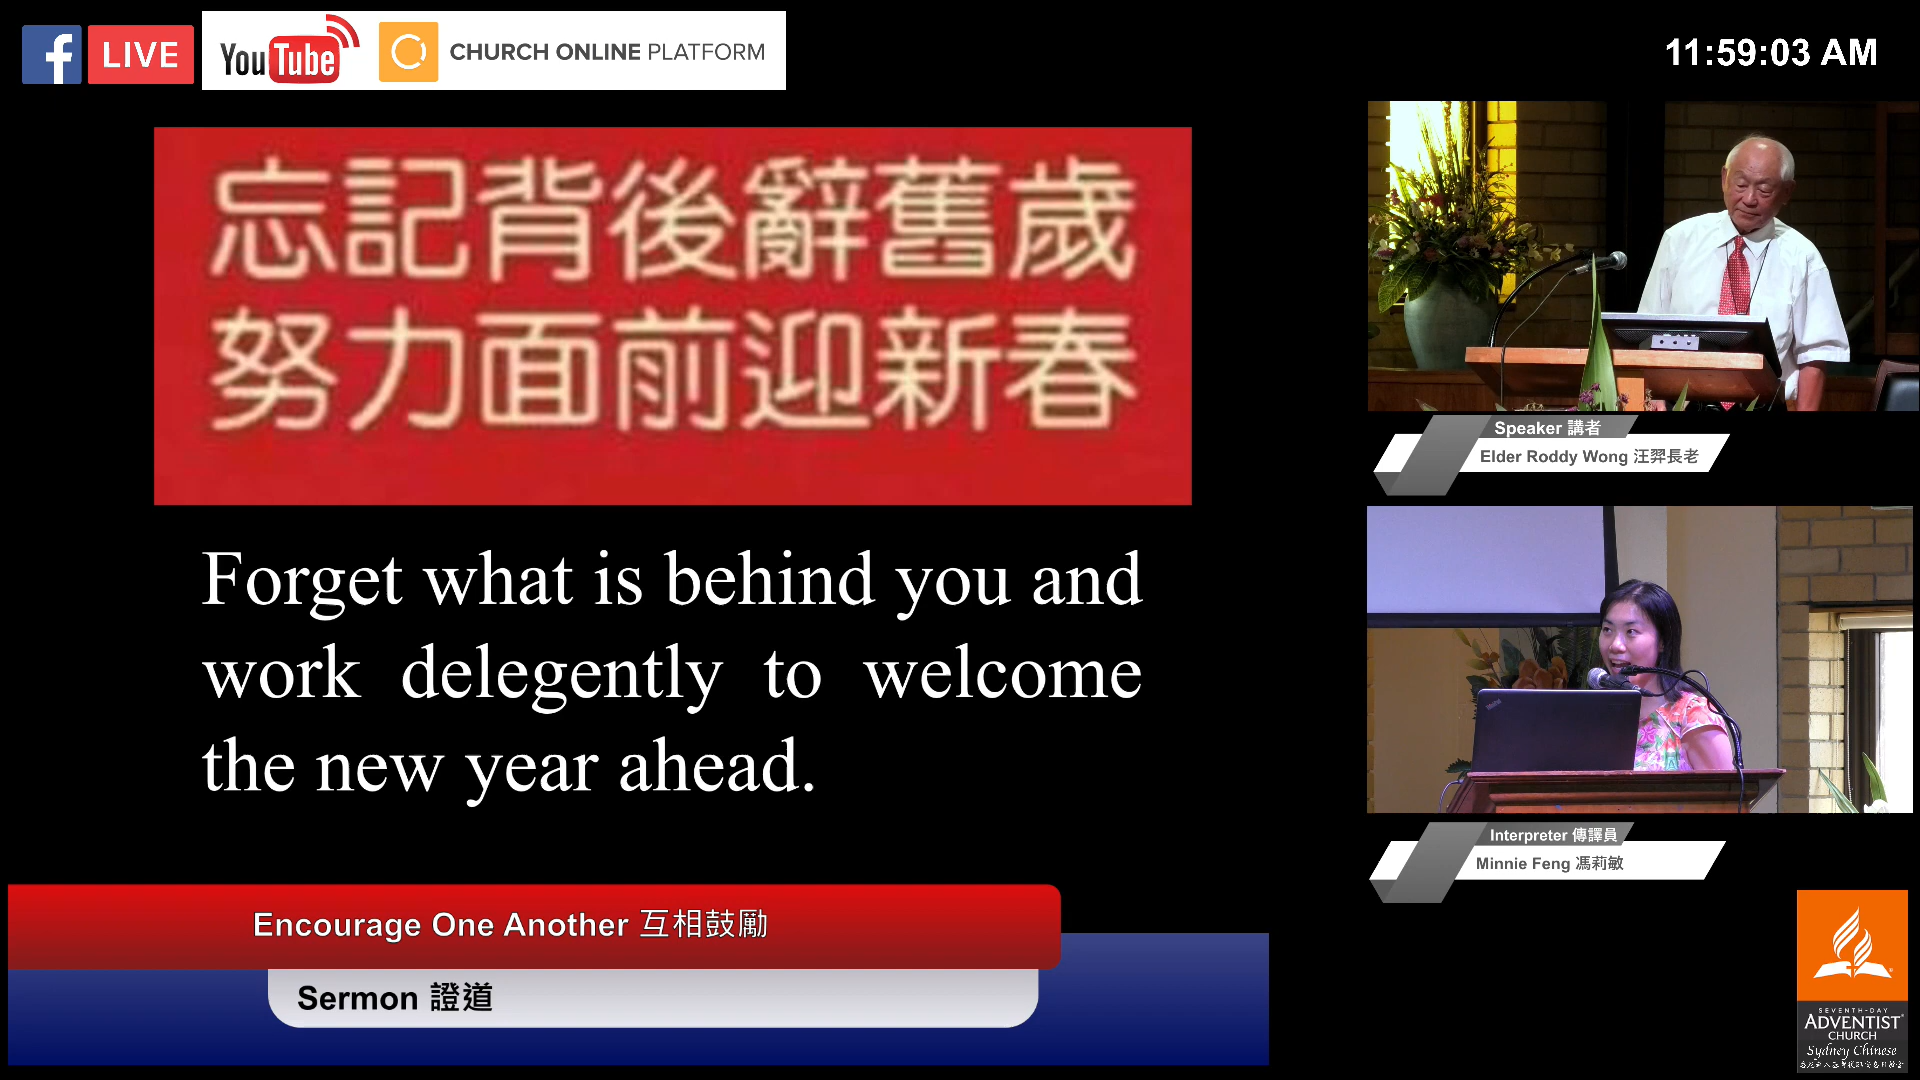 f LIVE YouTube CHURCH ONLINE PLATFORM
11:59:03 AM
忘記背後辭舊歲
努力面前迎新春
Forget what is behind you and
work delegently to welcome
the new year ahead.
Speaker 講者
Elder Roddy Wong 汪羿長老
Interpreter 傳譯員
Minnie Feng 馮莉敏
Encourage One Another 互相鼓勵
Sermon 證道
SEVENTH-DAY
ADVENTIST
CHURCH
Sydney Chinese